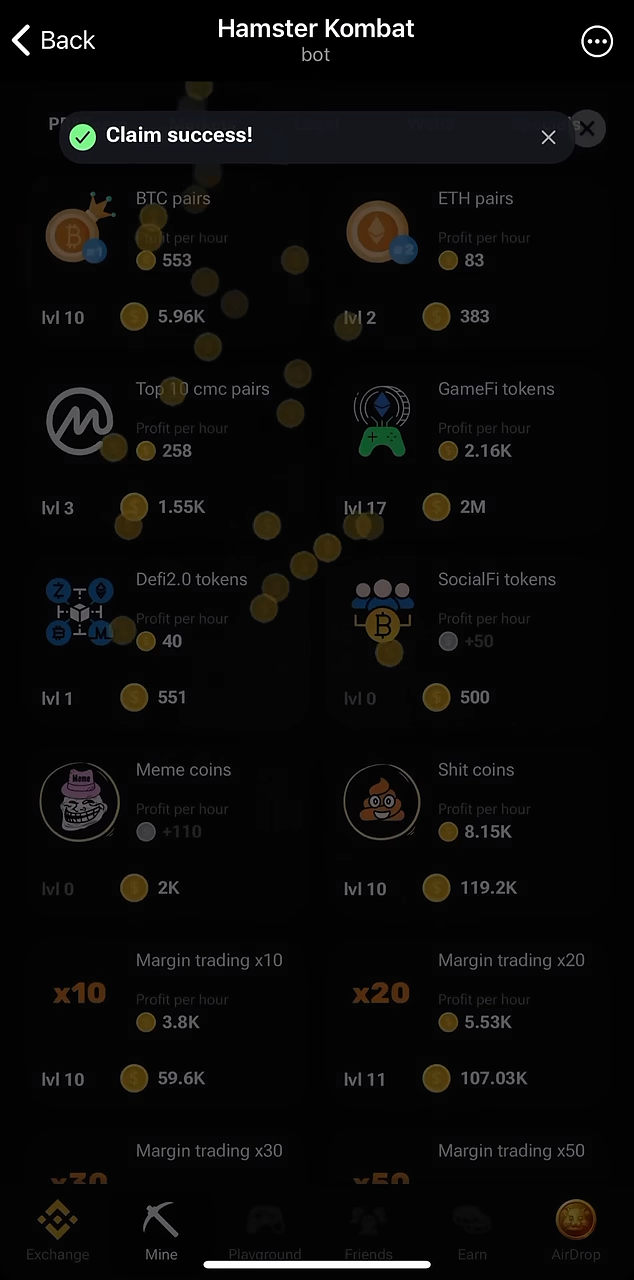 Back
Hamster Kombat
bot
Claim success!
BTC pairs
Profit per hour
553
lvl 10
5.96K
#1
ETH pairs
Profit per hour
83
lvl 2
383
#2
Top 10 cmc pairs
Profit per hour
258
lvl 3
1.55K
GameFi tokens
Profit per hour
2.16K
lvl 17
2M
Defi2.0 tokens
Profit per hour
40
lvl 1
551
SocialFi tokens
Profit per hour
+50
lvl 0
500
Meme coins
Profit per hour
+110
lvl 0
2K
Meme
Shit coins
Profit per hour
8.15K
lvl 10
119.2K
Margin trading x10
x10
Profit per hour
3.8K
lvl 10
59.6K
Margin trading x20
x20
Profit per hour
5.53K
lvl 11
107.03K
Margin trading x30
x30
Margin trading x50
x50
Exchange
Mine
Playground
Friends
Earn
AirDrop